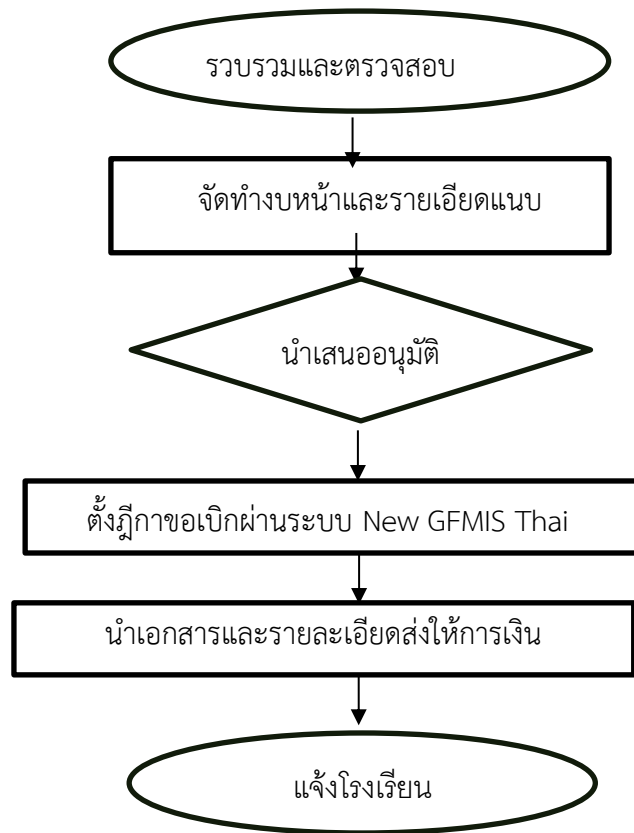 รวบรวมและตรวจสอบ
จัดทำงบหน้าและรายเอียดแนบ
นำเสนออนุมัติ
ตั้งฎีกาขอเบิกผ่านระบบ New GFMIS Thai
นำเอกสารและรายละเอียดส่งให้การเงิน
แจ้งโรงเรียน